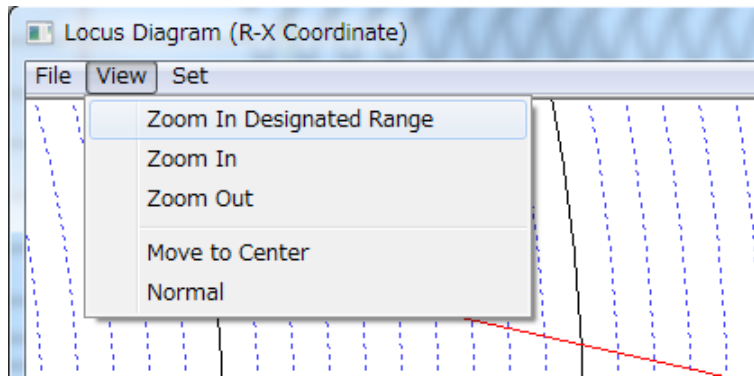 Locus Diagram (R-X Coordinate)
File View Set
Zoom In Designated Range
Zoom In
Zoom Out
Move to Center
Normal